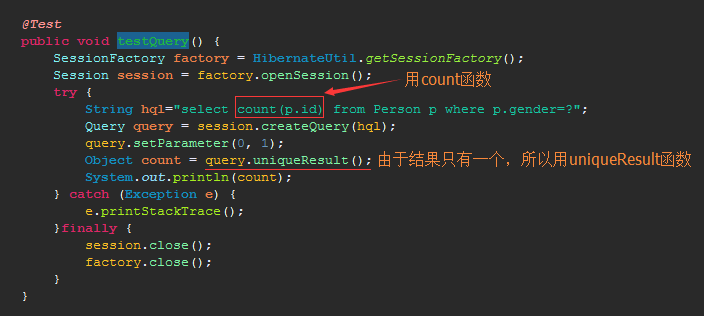 @Test
public void testQuery() {
SessionFactory factory = HibernateUtil.getSessionFactory();
Session session = factory.openSession();
用count函数
try {
String hql="select count(p.id) from Person p where p.gender=?";
Query query = session.createQuery(hql);
query.setParameter(0, 1);
Object count = query.uniqueResult(); 由于结果只有一个，所以用uniqueResult函数
System.out.println(count);
} catch (Exception e) {
e.printStackTrace();
}finally {
session.close();
factory.close();
}
}